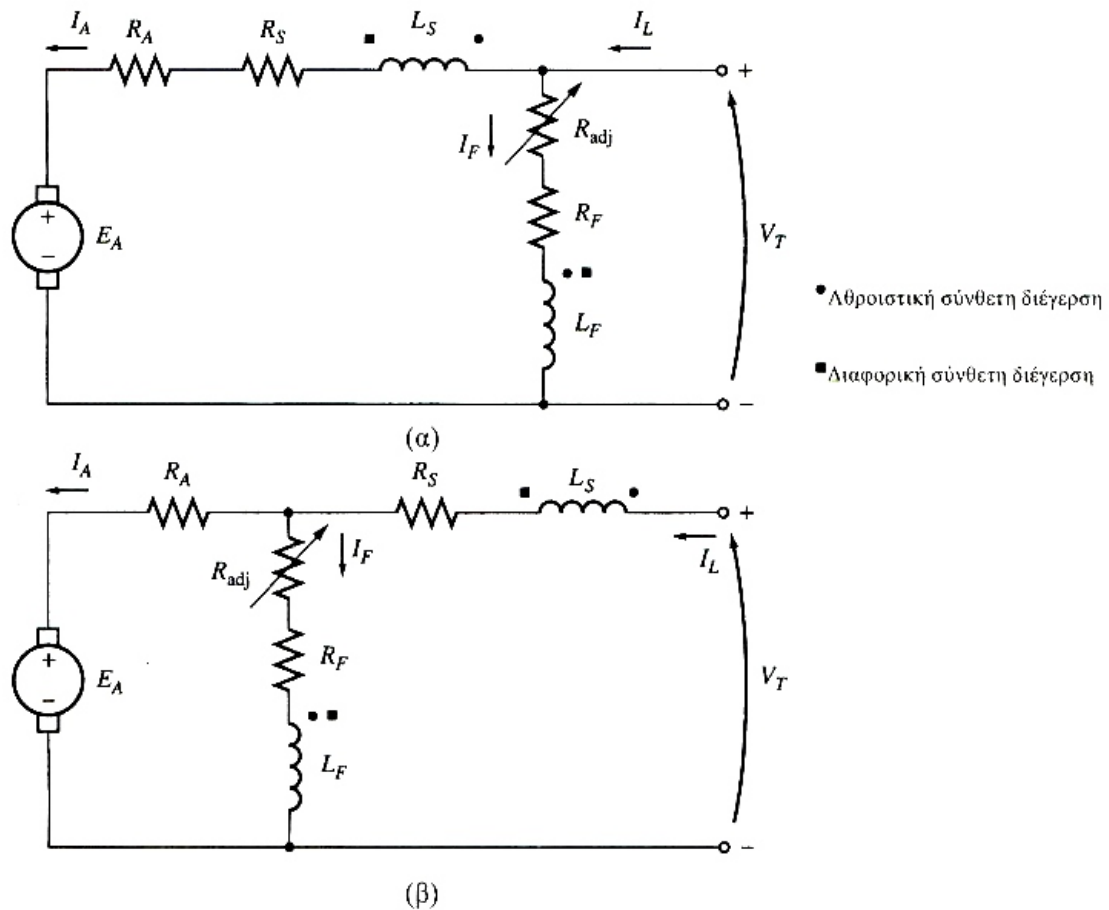 I_A R_A R_S L_S I_L
+
I_F R_adj
R_F
+ E_A − V_T
L_F
−
• Αθροιστική σύνθετη διέγερση
■ Διαφορική σύνθετη διέγερση
(α)
I_A R_A R_S L_S
+
I_F I_L
R_adj
R_F
+ E_A − V_T
L_F
−
(β)